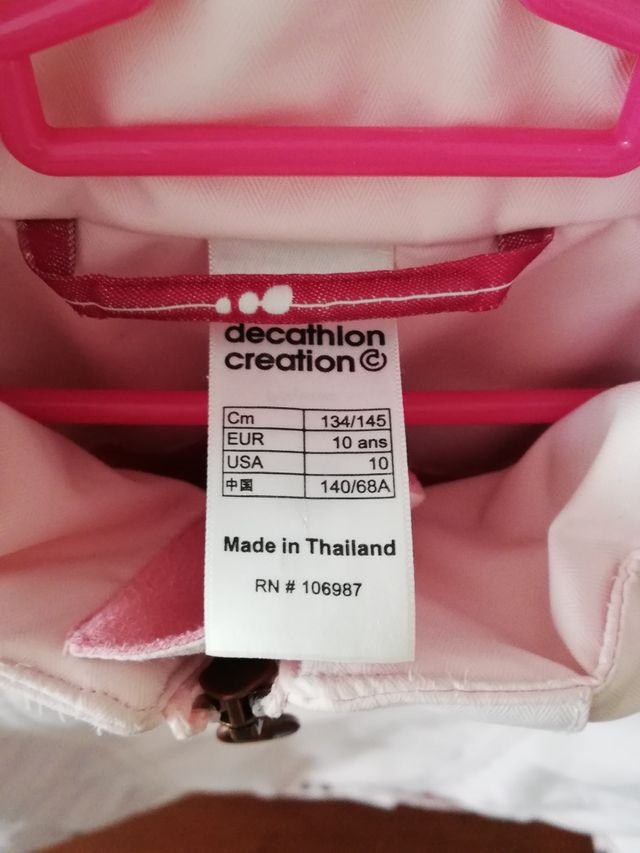 decathlon
creation©
Cm 134/145
EUR 10 ans
USA 10
中国 140/68A
Made in Thailand
RN # 106987